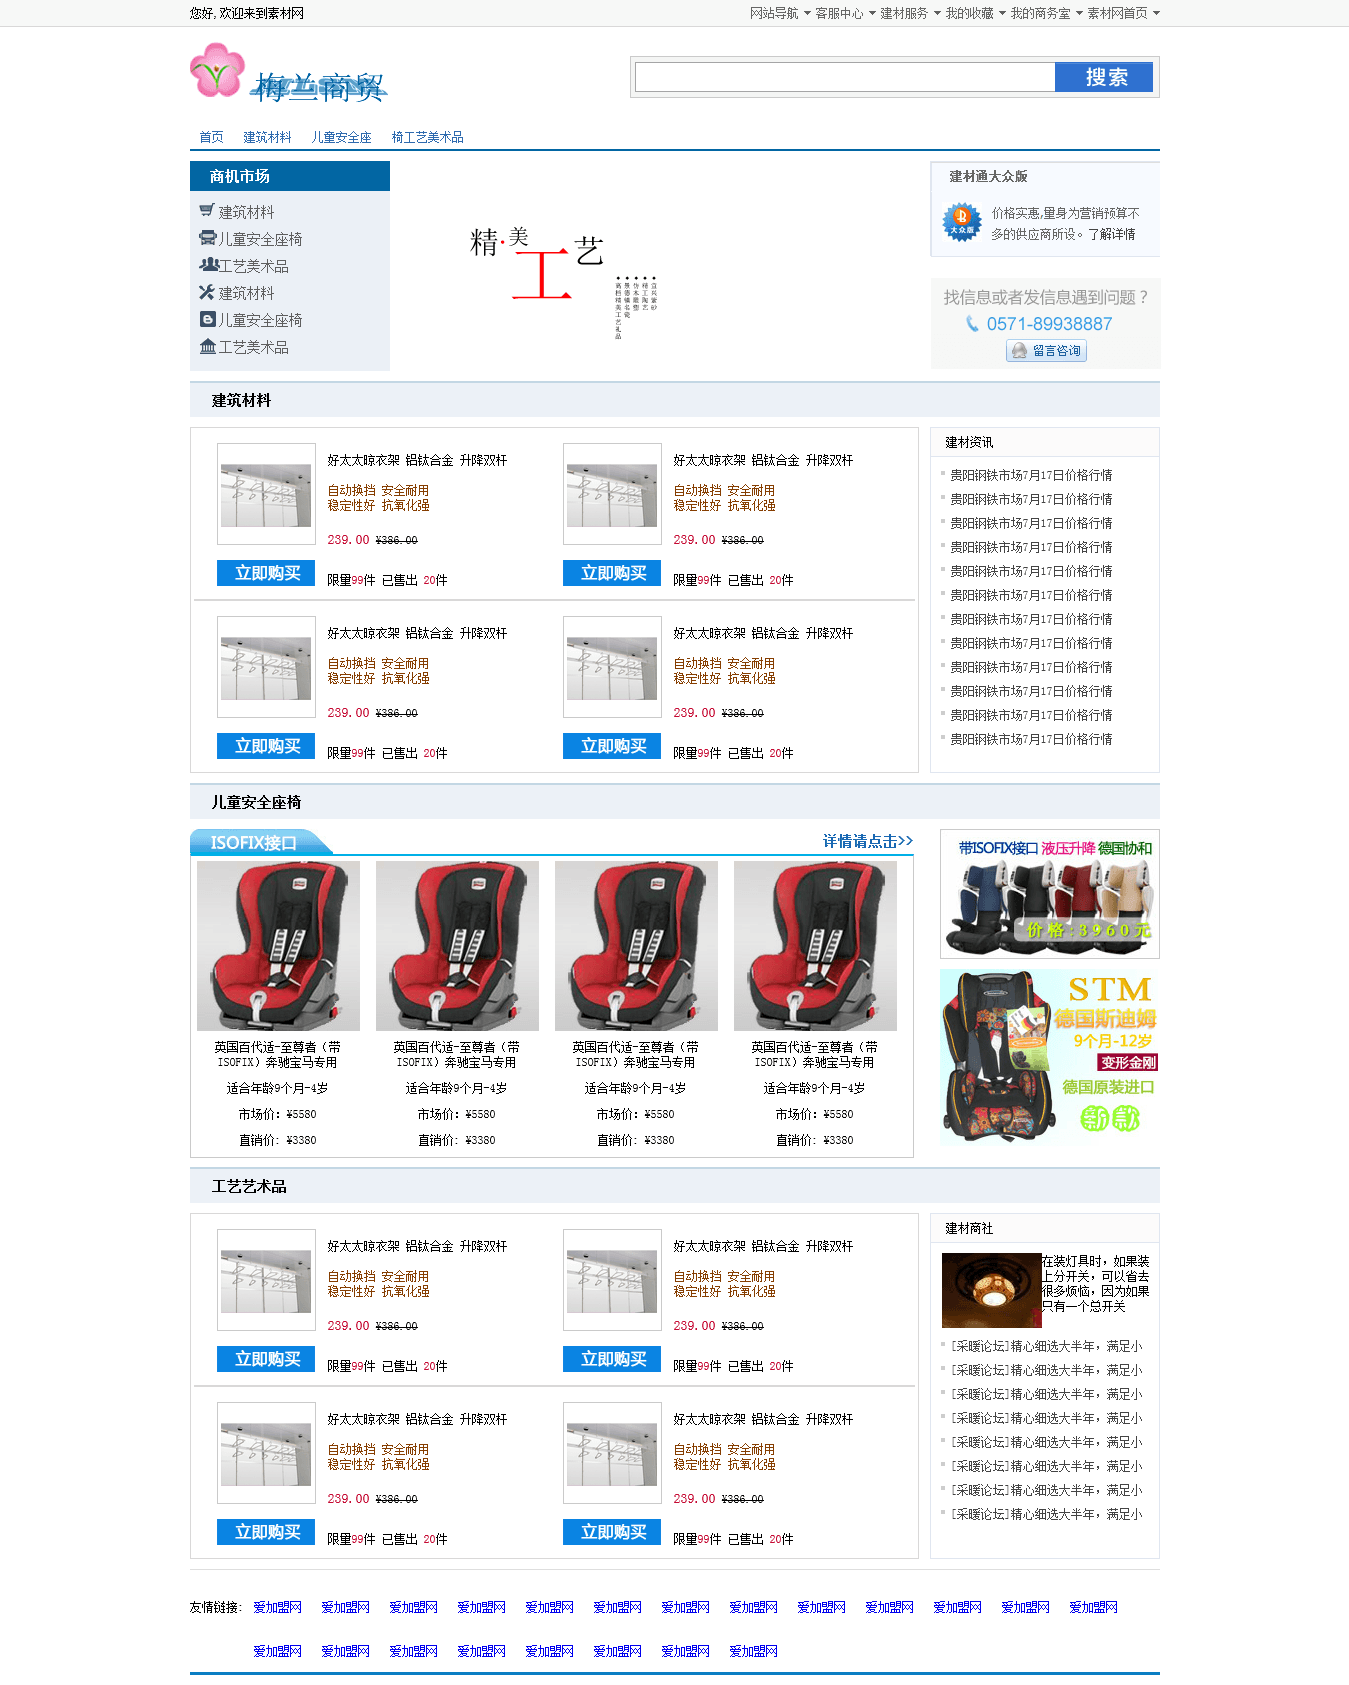 您好, 欢迎来到素材网
网站导航 客服中心 建材服务 我的收藏 我的商务室 素材网首页
梅兰商贸
搜索
首页 建筑材料 儿童安全座 椅工艺美术品
商机市场
建筑材料
儿童安全座椅
工艺美术品
建筑材料
儿童安全座椅
工艺美术品
精·美
工
艺
宜兴紫砂
精工陶艺
仿木雕塑
景德镇名瓷
高档精美工艺礼品
建材通大众版
大众版
价格实惠,量身为营销预算不
多的供应商所设。了解详情
找信息或者发信息遇到问题？
0571-89938887
留言咨询
建筑材料
好太太晾衣架 铝钛合金 升降双杆
自动换挡 安全耐用
稳定性好 抗氧化强
239.00 ¥386.00
立即购买
限量99件 已售出 20件
好太太晾衣架 铝钛合金 升降双杆
自动换挡 安全耐用
稳定性好 抗氧化强
239.00 ¥386.00
立即购买
限量99件 已售出 20件
好太太晾衣架 铝钛合金 升降双杆
自动换挡 安全耐用
稳定性好 抗氧化强
239.00 ¥386.00
立即购买
限量99件 已售出 20件
好太太晾衣架 铝钛合金 升降双杆
自动换挡 安全耐用
稳定性好 抗氧化强
239.00 ¥386.00
立即购买
限量99件 已售出 20件
建材资讯
贵阳钢铁市场7月17日价格行情
贵阳钢铁市场7月17日价格行情
贵阳钢铁市场7月17日价格行情
贵阳钢铁市场7月17日价格行情
贵阳钢铁市场7月17日价格行情
贵阳钢铁市场7月17日价格行情
贵阳钢铁市场7月17日价格行情
贵阳钢铁市场7月17日价格行情
贵阳钢铁市场7月17日价格行情
贵阳钢铁市场7月17日价格行情
贵阳钢铁市场7月17日价格行情
贵阳钢铁市场7月17日价格行情
儿童安全座椅
ISOFIX接口
详情请点击>>
英国百代适-至尊者（带
ISOFIX）奔驰宝马专用
适合年龄9个月-4岁
市场价：¥5580
直销价：¥3380
英国百代适-至尊者（带
ISOFIX）奔驰宝马专用
适合年龄9个月-4岁
市场价：¥5580
直销价：¥3380
英国百代适-至尊者（带
ISOFIX）奔驰宝马专用
适合年龄9个月-4岁
市场价：¥5580
直销价：¥3380
英国百代适-至尊者（带
ISOFIX）奔驰宝马专用
适合年龄9个月-4岁
市场价：¥5580
直销价：¥3380
带ISOFIX接口 液压升降 德国协和
价格:3960元
STM
德国斯迪姆
9个月-12岁
变形金刚
德国原装进口
新款
工艺艺术品
好太太晾衣架 铝钛合金 升降双杆
自动换挡 安全耐用
稳定性好 抗氧化强
239.00 ¥386.00
立即购买
限量99件 已售出 20件
好太太晾衣架 铝钛合金 升降双杆
自动换挡 安全耐用
稳定性好 抗氧化强
239.00 ¥386.00
立即购买
限量99件 已售出 20件
好太太晾衣架 铝钛合金 升降双杆
自动换挡 安全耐用
稳定性好 抗氧化强
239.00 ¥386.00
立即购买
限量99件 已售出 20件
好太太晾衣架 铝钛合金 升降双杆
自动换挡 安全耐用
稳定性好 抗氧化强
239.00 ¥386.00
立即购买
限量99件 已售出 20件
建材商社
在装灯具时，如果装
上分开关，可以省去
很多烦恼，因为如果
只有一个总开关
[采暖论坛]精心细选大半年，满足小
[采暖论坛]精心细选大半年，满足小
[采暖论坛]精心细选大半年，满足小
[采暖论坛]精心细选大半年，满足小
[采暖论坛]精心细选大半年，满足小
[采暖论坛]精心细选大半年，满足小
[采暖论坛]精心细选大半年，满足小
[采暖论坛]精心细选大半年，满足小
友情链接： 爱加盟网 爱加盟网 爱加盟网 爱加盟网 爱加盟网 爱加盟网 爱加盟网 爱加盟网 爱加盟网 爱加盟网 爱加盟网 爱加盟网 爱加盟网
爱加盟网 爱加盟网 爱加盟网 爱加盟网 爱加盟网 爱加盟网 爱加盟网 爱加盟网